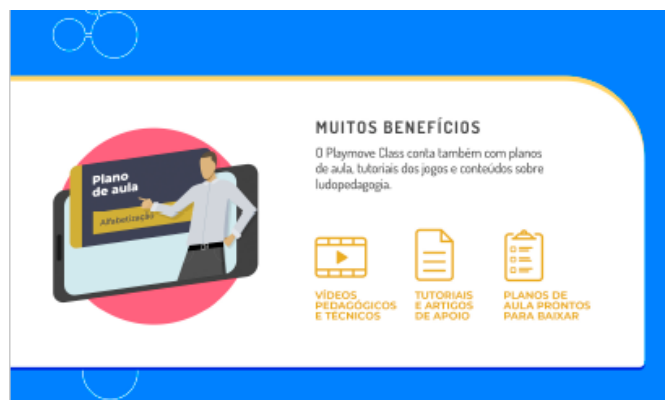 Plano
de aula
Alfabetização
MUITOS BENEFÍCIOS
O Playmove Class conta também com planos
de aula, tutoriais dos jogos e conteúdos sobre
ludopedagogia.
VÍDEOS
PEDAGÓGICOS
E TÉCNICOS
TUTORIAIS
E ARTIGOS
DE APOIO
PLANOS DE
AULA PRONTOS
PARA BAIXAR